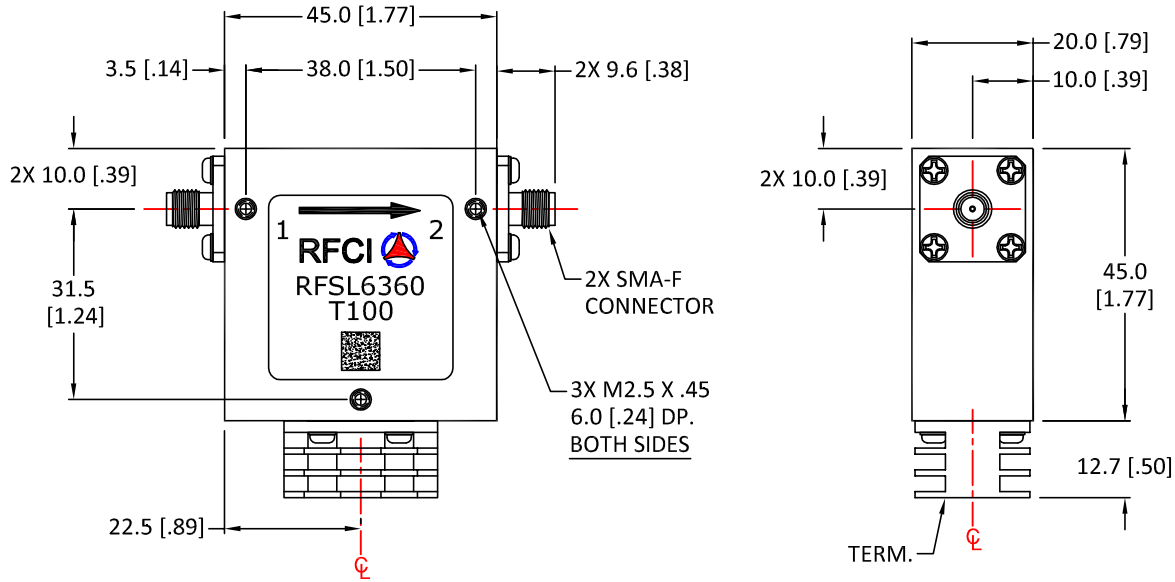 45.0 [1.77]
3.5 [.14]
38.0 [1.50]
2X 9.6 [.38]
2X 10.0 [.39]
31.5
[1.24]
1
2
RFCI
RFSL6360
T100
2X SMA-F
CONNECTOR
3X M2.5 X .45
6.0 [.24] DP.
BOTH SIDES
22.5 [.89]
℄
20.0 [.79]
10.0 [.39]
2X 10.0 [.39]
45.0
[1.77]
12.7 [.50]
TERM.
℄